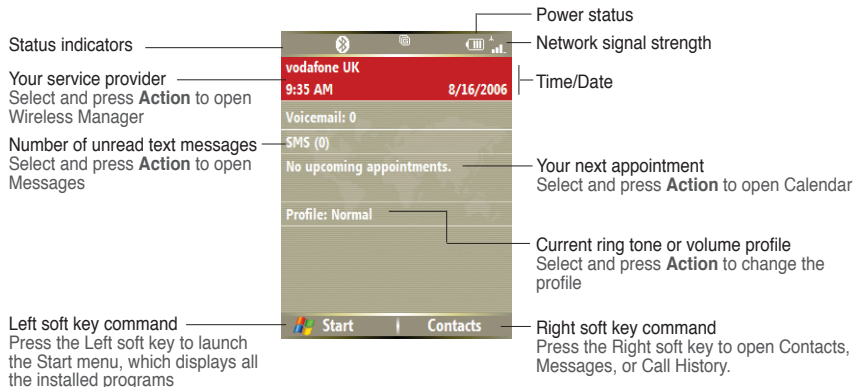 Power status
Network signal strength
Status indicators
Your service provider
Select and press Action to open
Wireless Manager
Number of unread text messages
Select and press Action to open
Messages
vodafone UK
9:35 AM 8/16/2006
Voicemail: 0
SMS (0)
No upcoming appointments.
Profile: Normal
Start Contacts
Time/Date
Your next appointment
Select and press Action to open Calendar
Current ring tone or volume profile
Select and press Action to change the
profile
Left soft key command
Press the Left soft key to launch
the Start menu, which displays all
the installed programs
Right soft key command
Press the Right soft key to open Contacts,
Messages, or Call History.